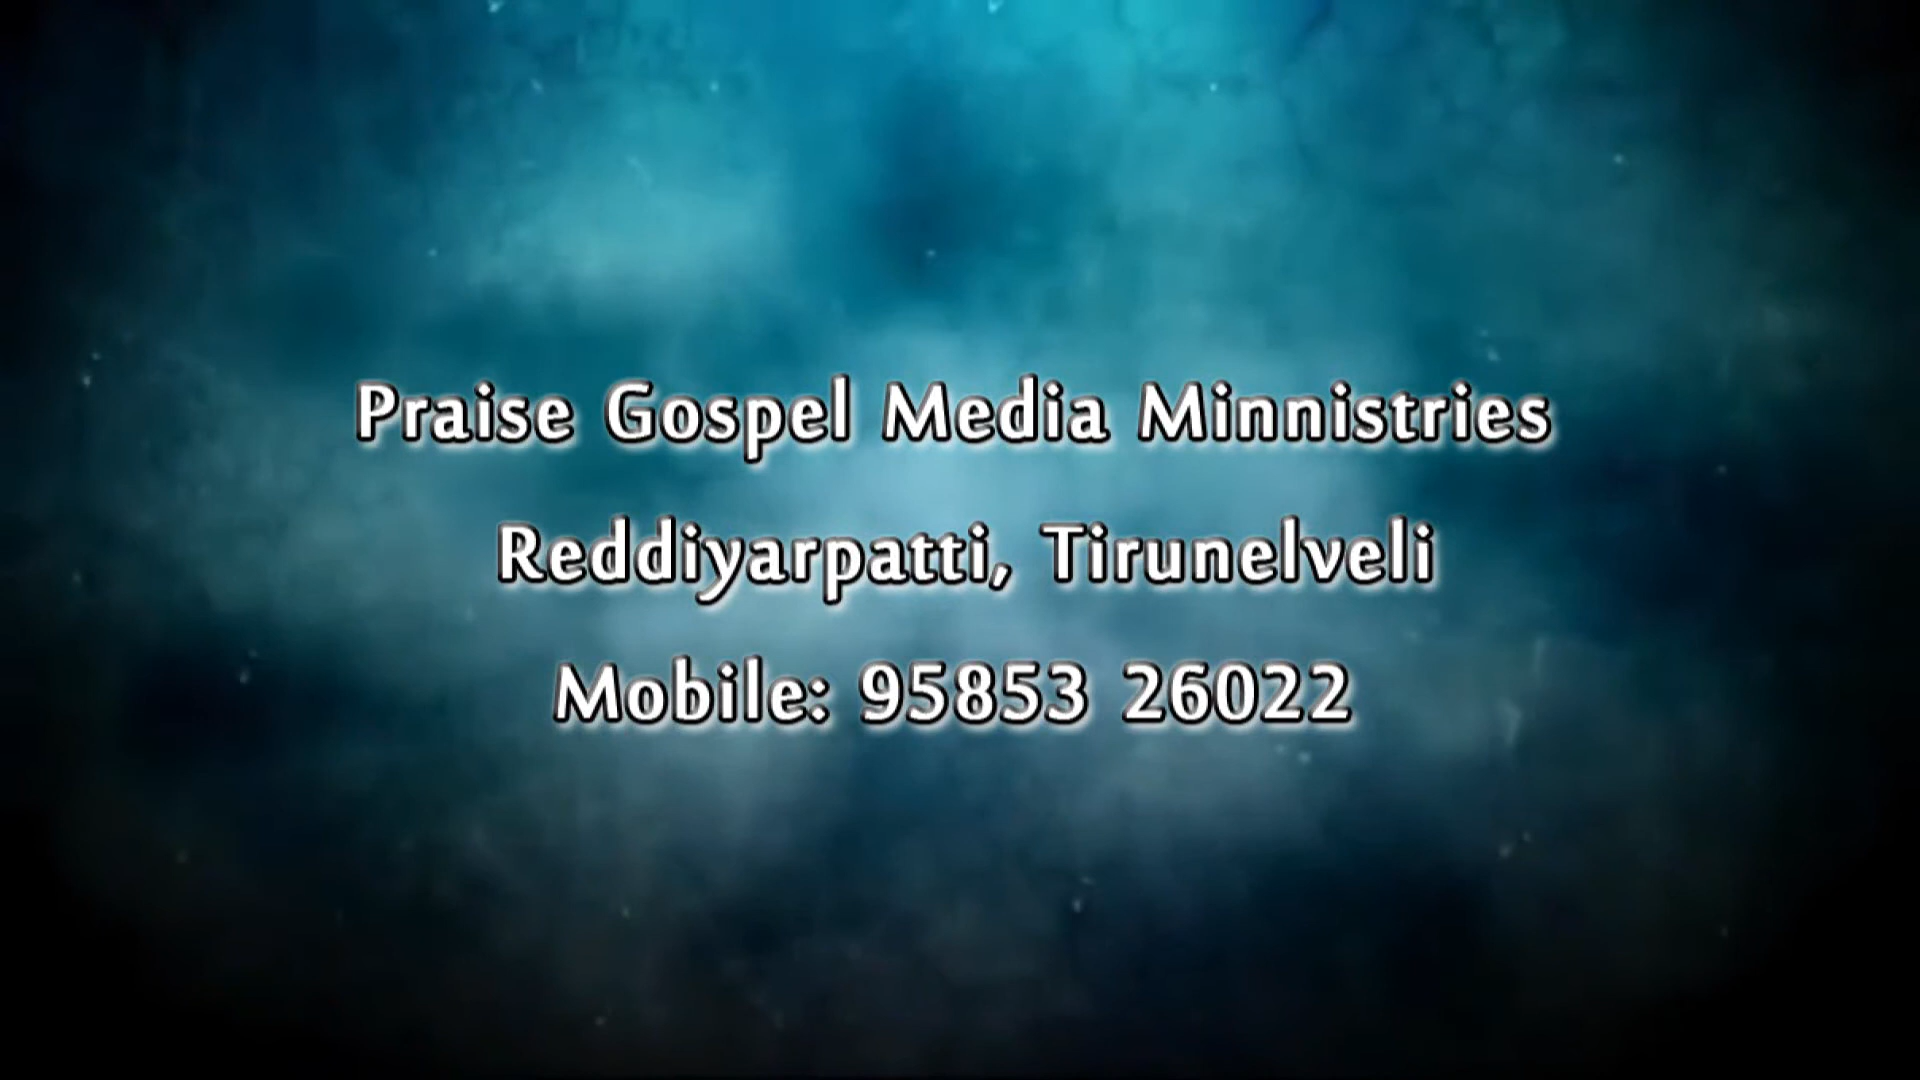 Praise Gospel Media Minnistries
Reddiyarpatti, Tirunelveli
Mobile: 95853 26022